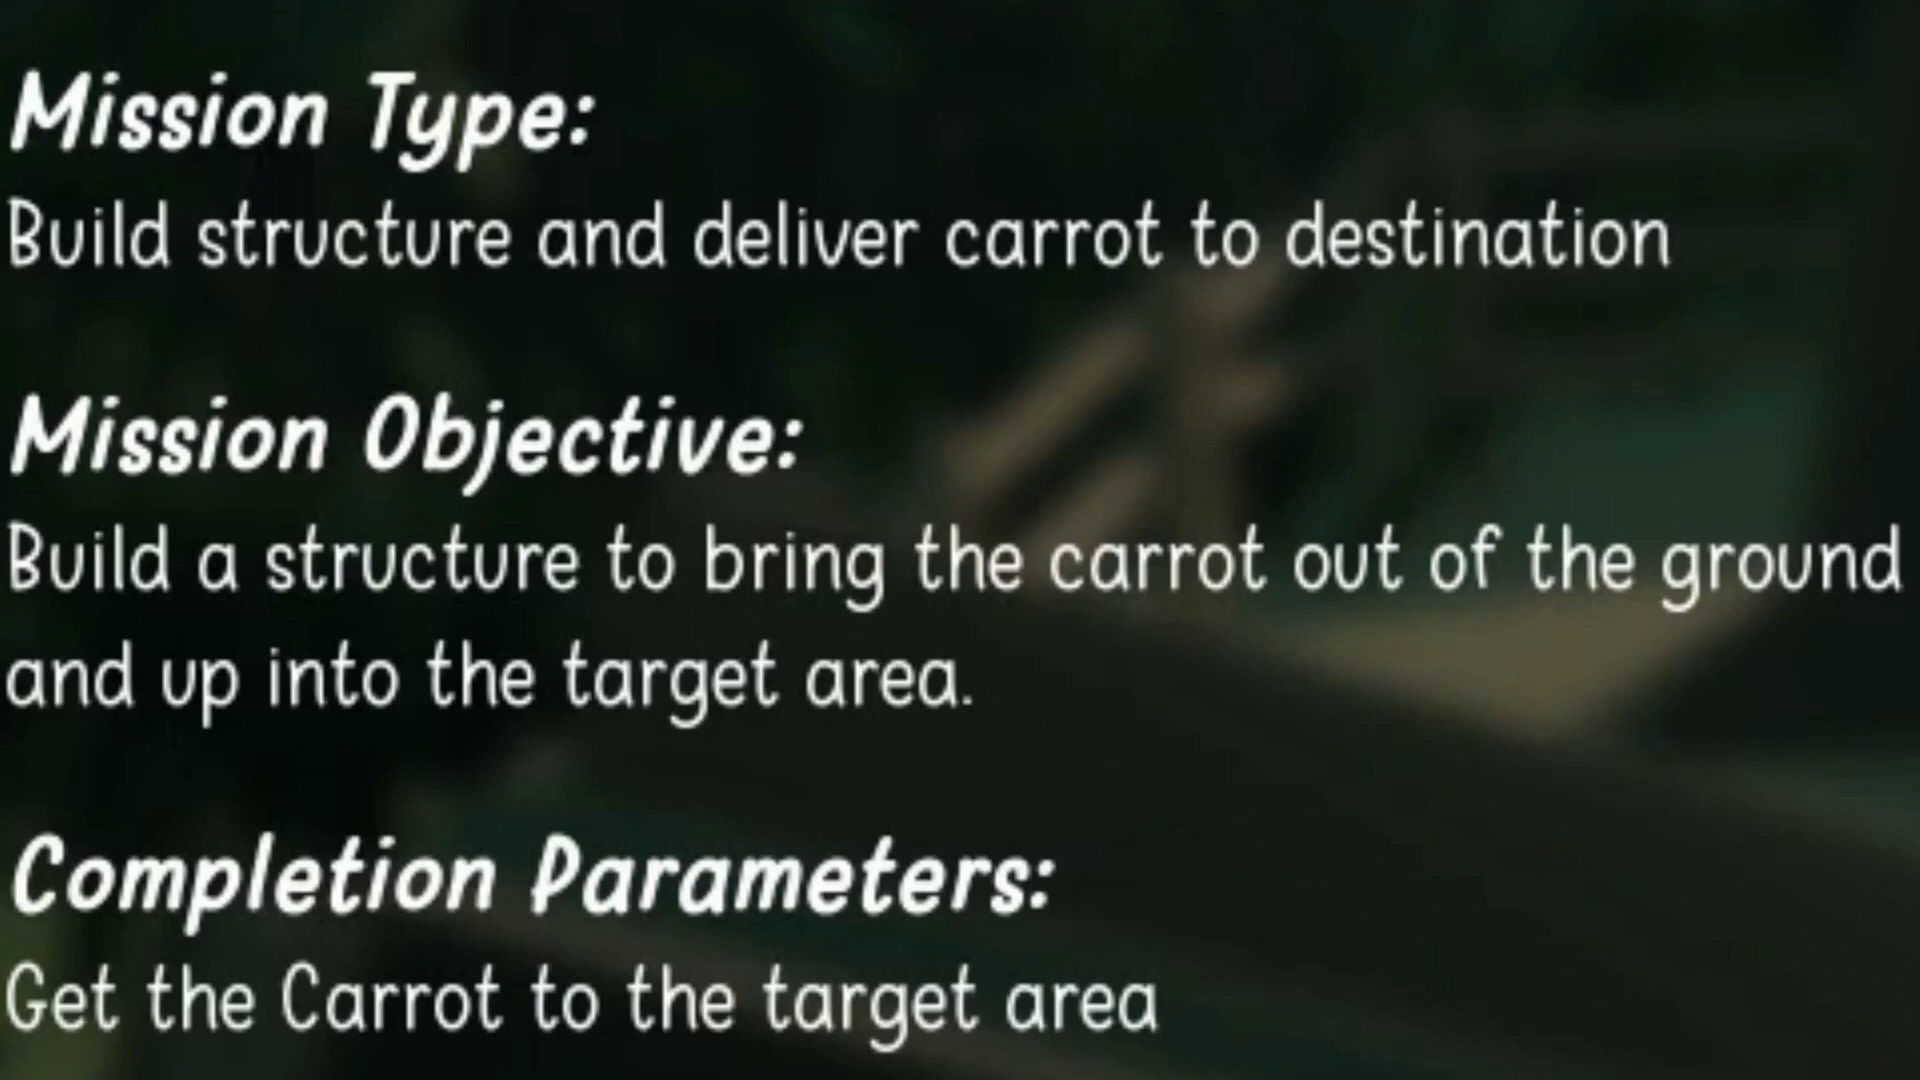 Mission Type:
Build structure and deliver carrot to destination
Mission Objective:
Build a structure to bring the carrot out of the ground
and up into the target area.
Completion Parameters:
Get the Carrot to the target area